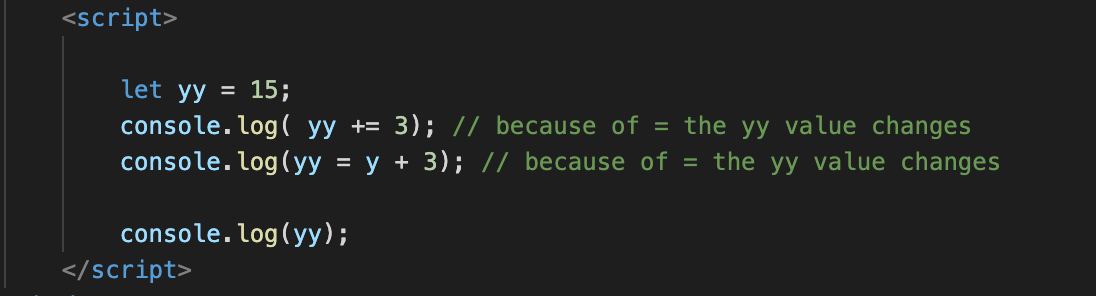 <script>
let yy = 15;
console.log( yy += 3); // because of = the yy value changes
console.log(yy = y + 3); // because of = the yy value changes
console.log(yy);
</script>